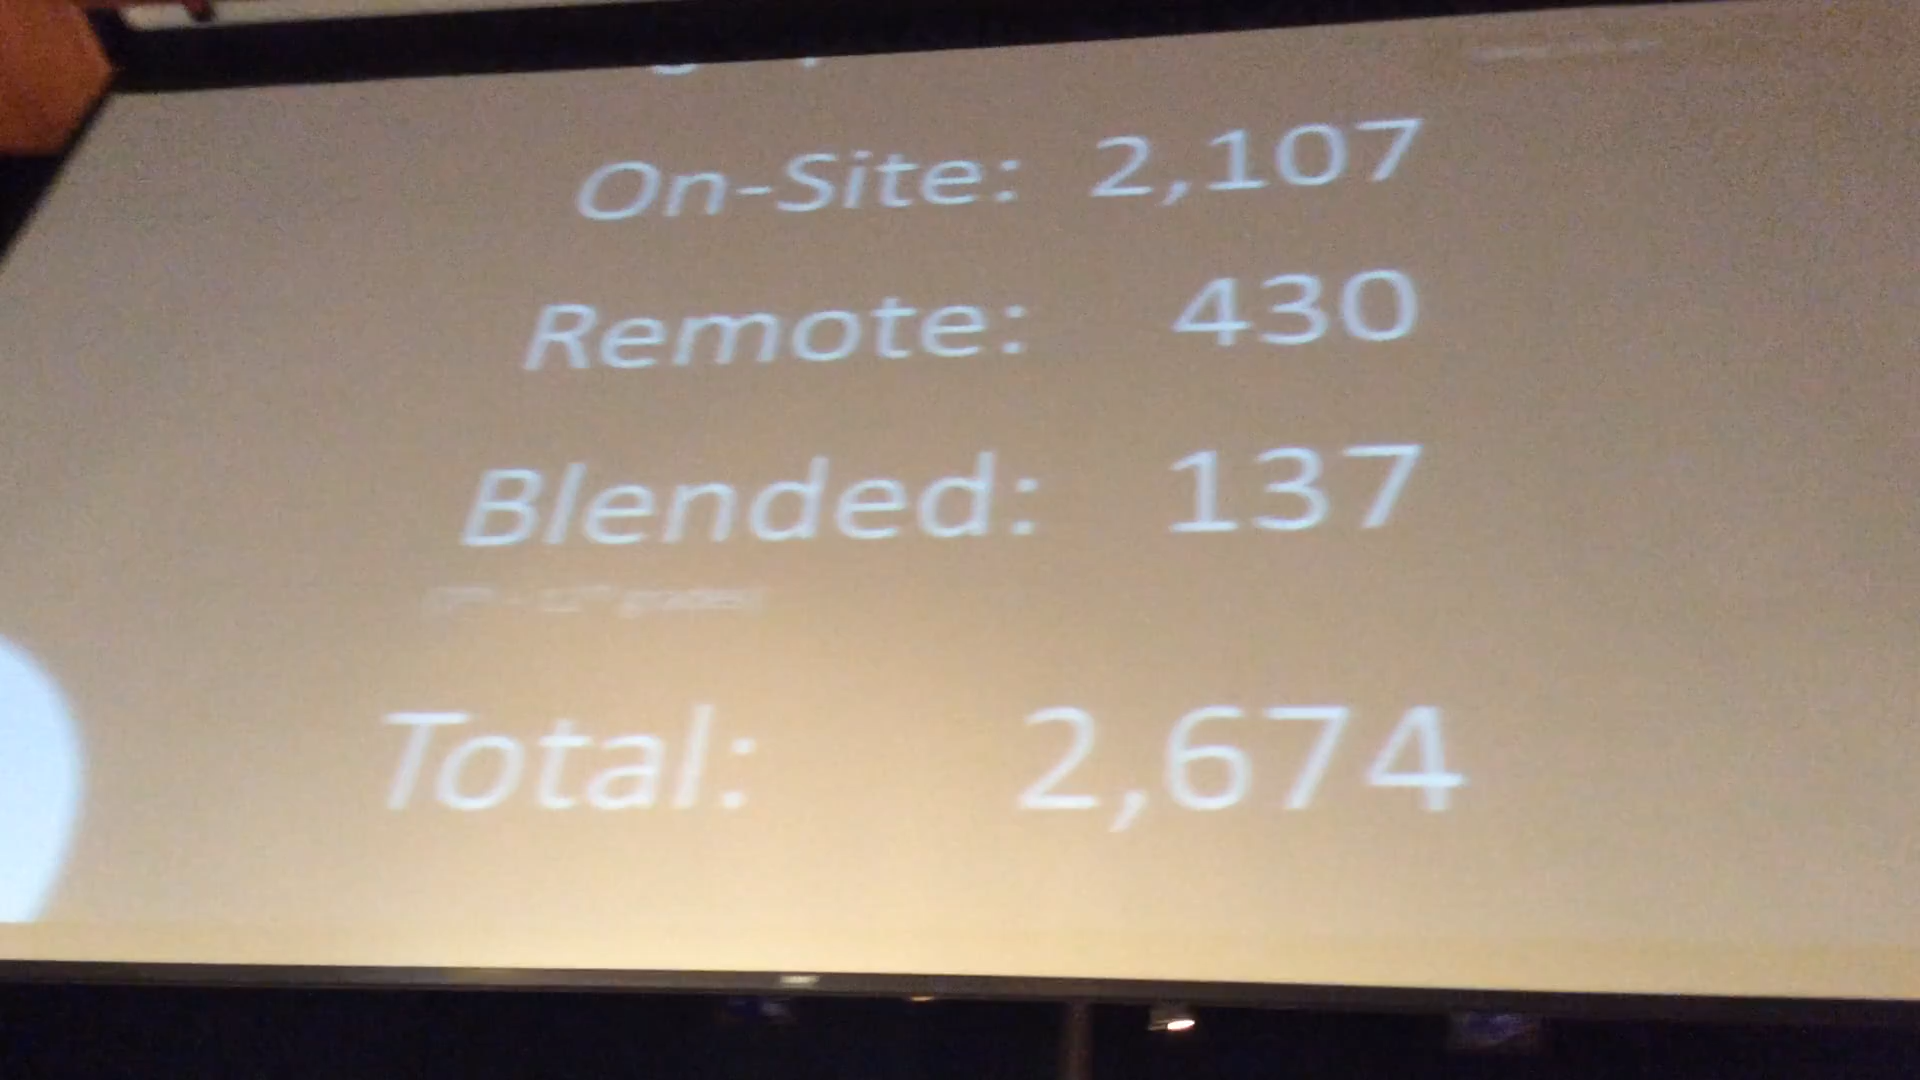 On-Site: 2,107
Remote: 430
Blended: 137
Total: 2,674